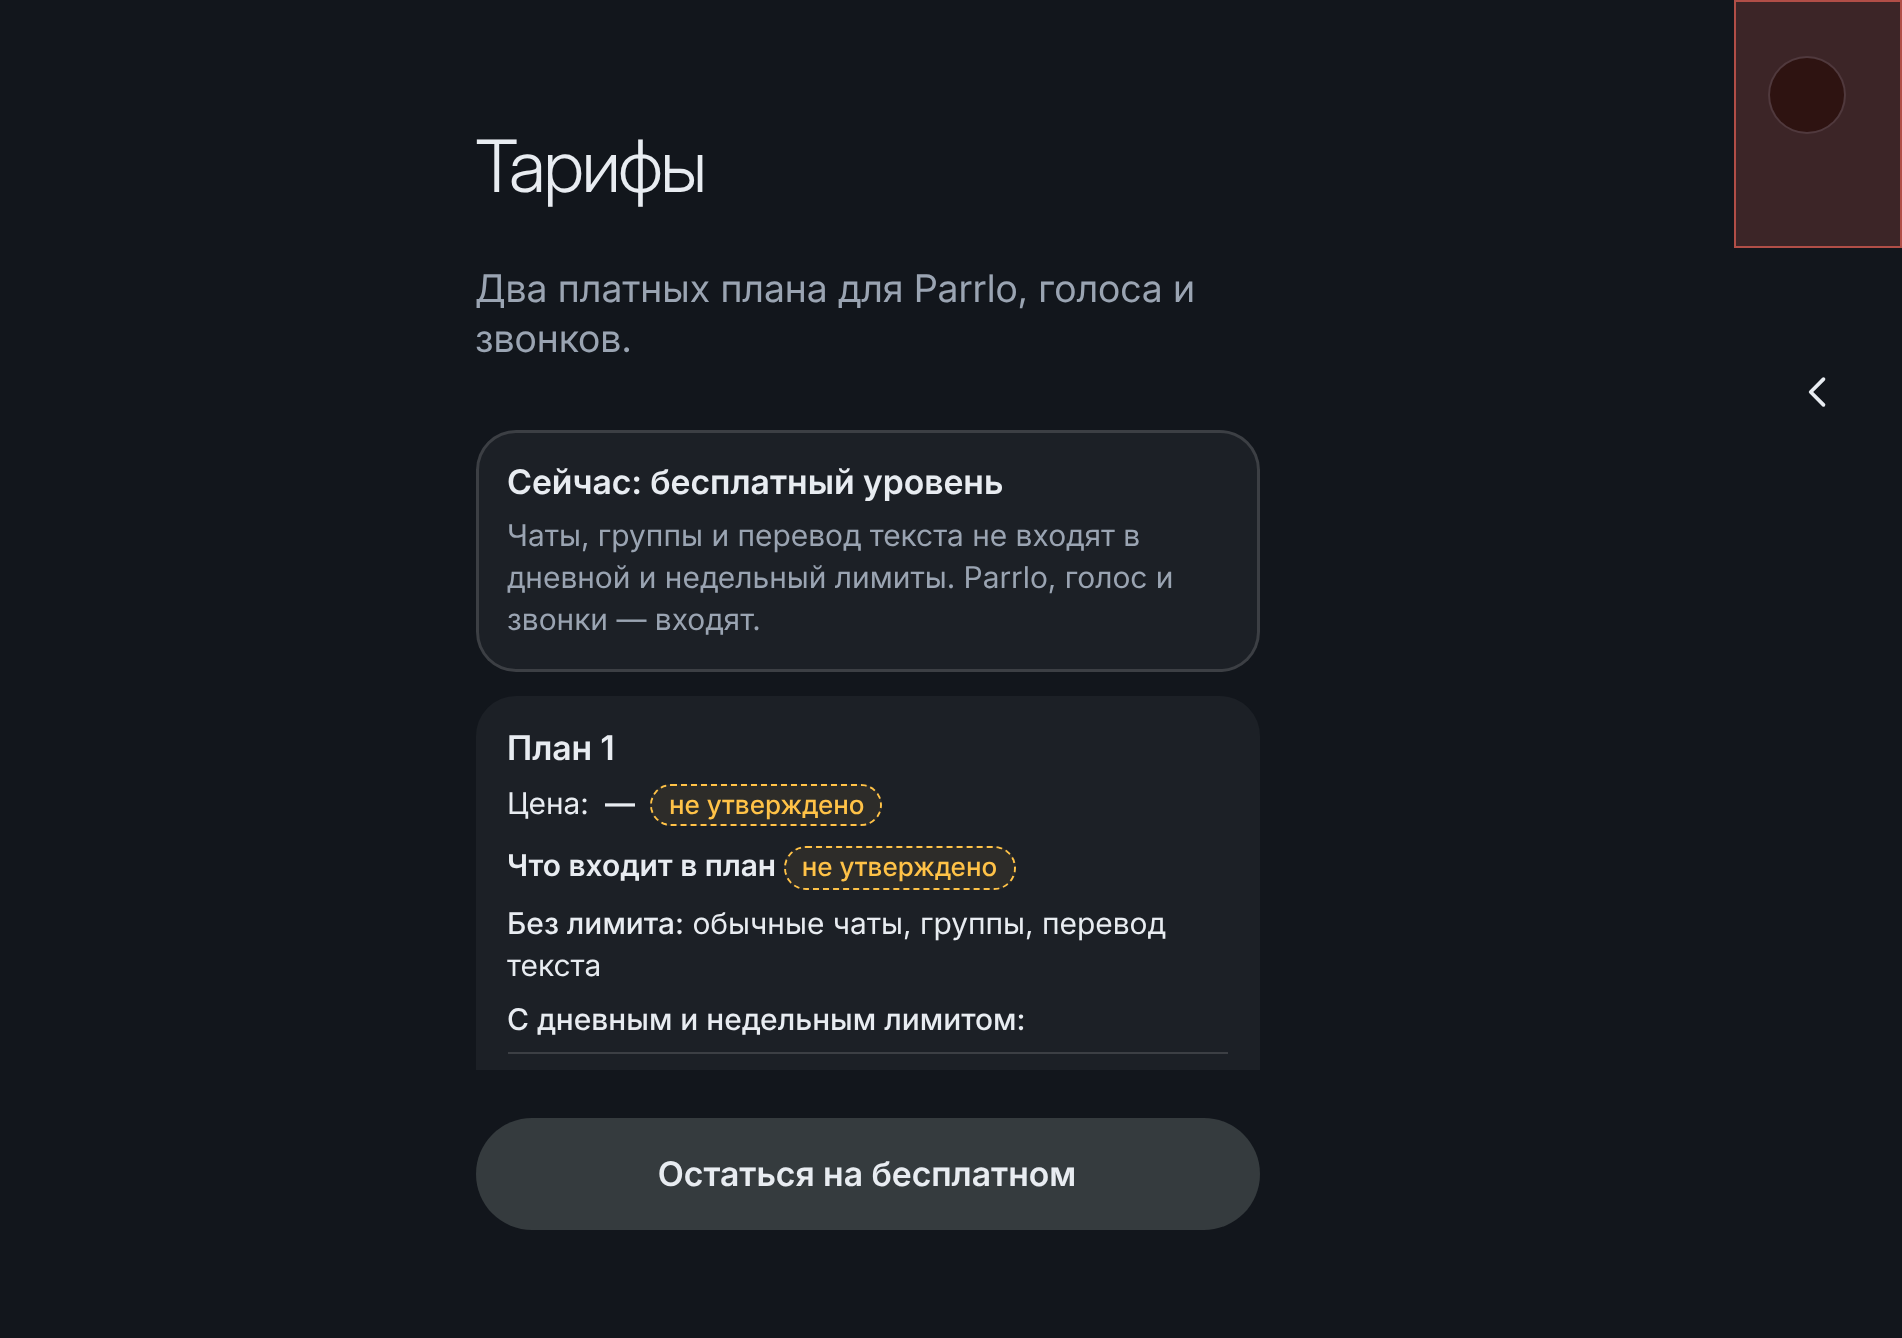 Тарифы
Два платных плана для Parrlo, голоса и
звонков.
Сейчас: бесплатный уровень
Чаты, группы и перевод текста не входят в
дневной и недельный лимиты. Parrlo, голос и
звонки — входят.
План 1
Цена: — не утверждено
Что входит в план не утверждено
Без лимита: обычные чаты, группы, перевод
текста
С дневным и недельным лимитом:
Остаться на бесплатном